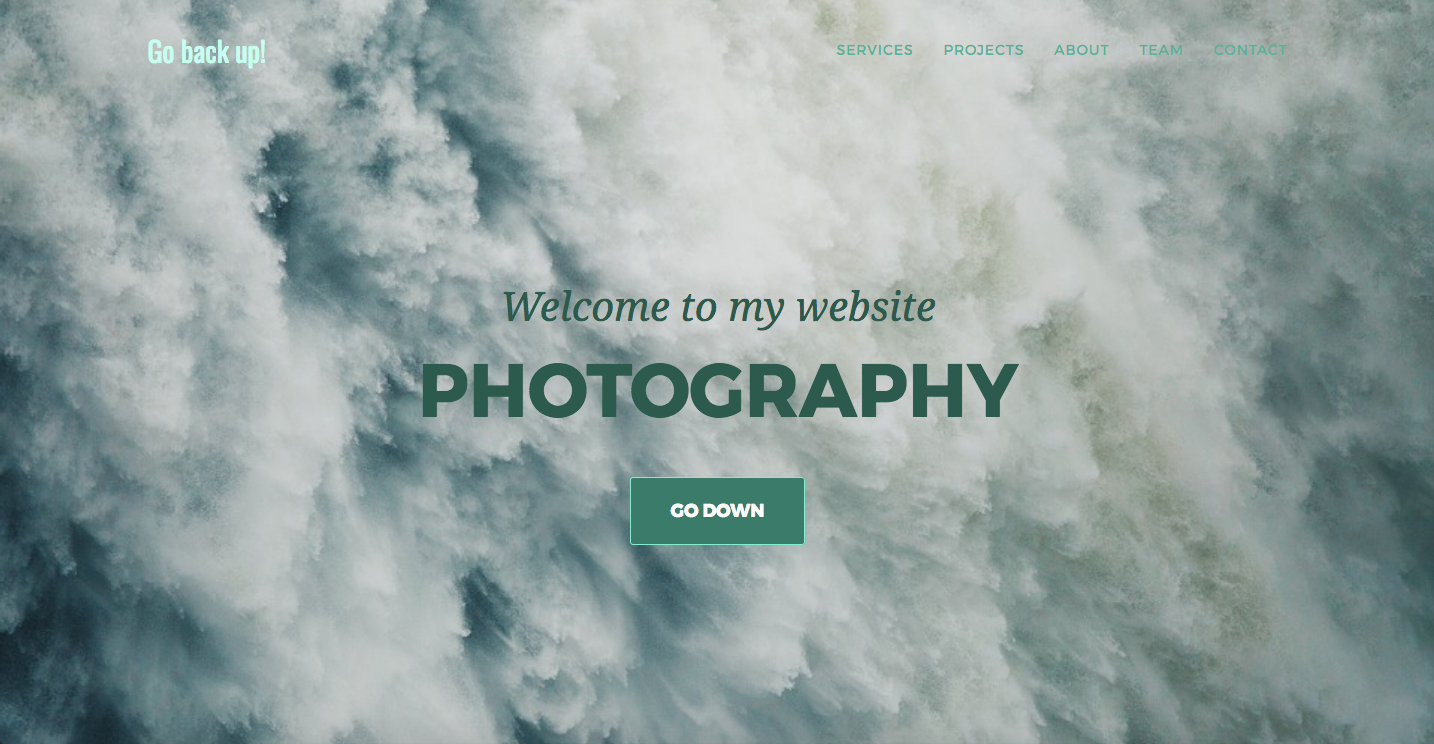 Go back up!
SERVICES PROJECTS ABOUT TEAM CONTACT
Welcome to my website
PHOTOGRAPHY
GO DOWN